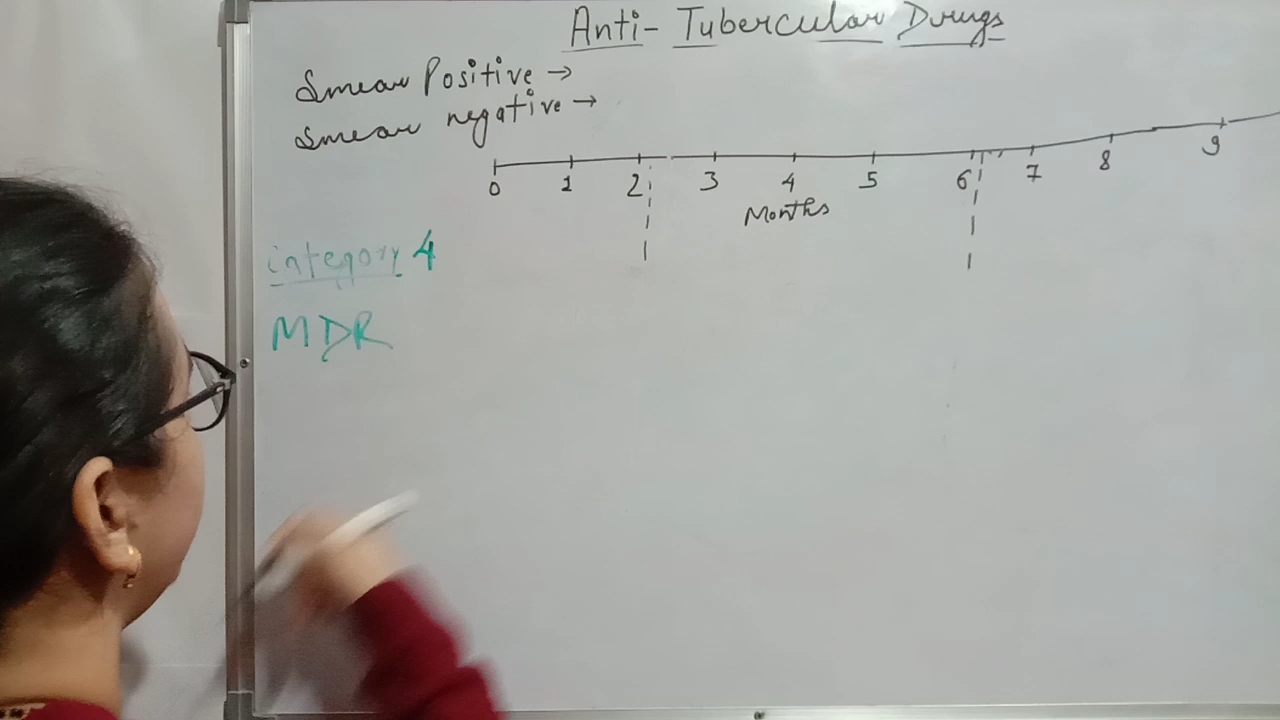 Anti-Tubercular Drugs
Smear Positive →
Smear negative →
0 1 2 3 4 5 6 7 8 9
Months
Category 4
MDR